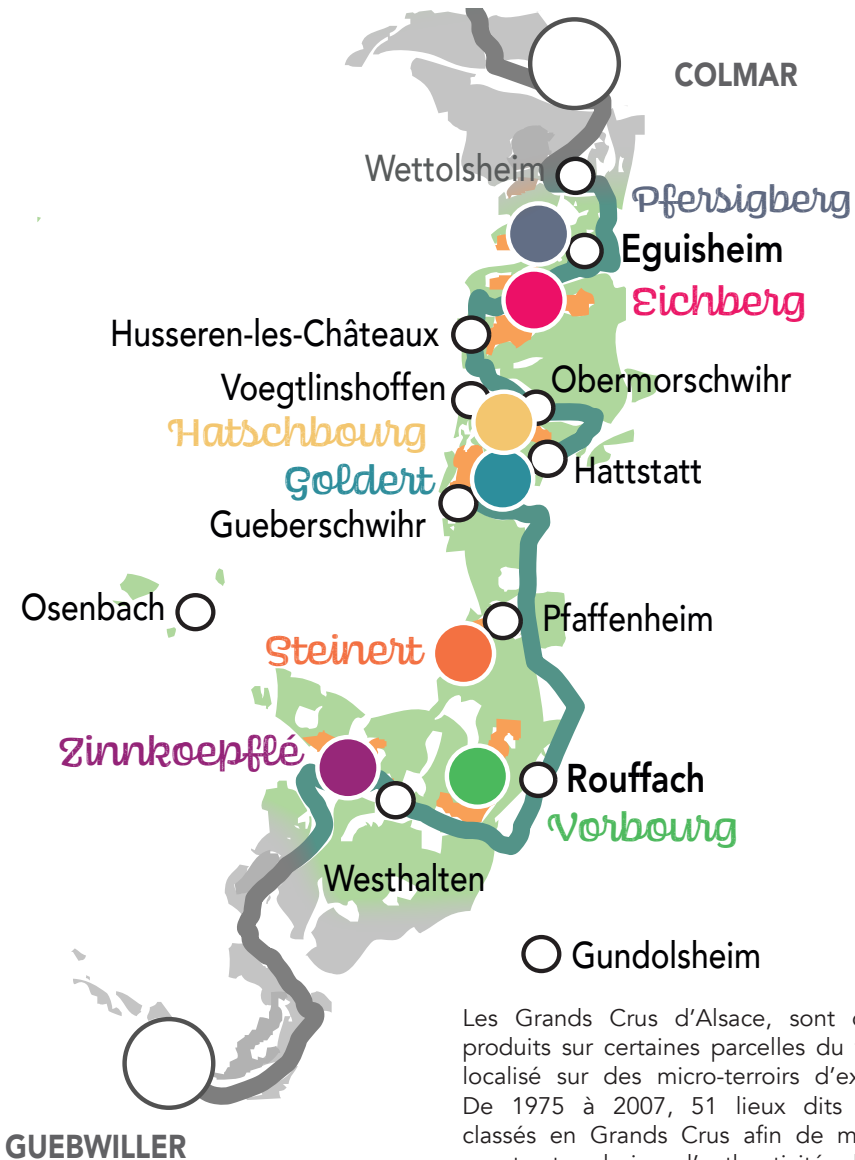 COLMAR
Wettolsheim
Pfersigberg
Eguisheim
Eichberg
Husseren-les-Châteaux
Voegtlinshoffen
Obermorschwihr
Hatschbourg
Goldert
Hattstatt
Gueberschwihr
Osenbach
Pfaffenheim
Steinert
Zinnkoepflé
Rouffach
Vorbourg
Westhalten
Gundolsheim
Les Grands Crus d'Alsace, sont
produits sur certaines parcelles du
localisé sur des micro-terroirs
De 1975 à 2007, 51 lieux dits
classés en Grands Crus afin de
GUEBWILLER